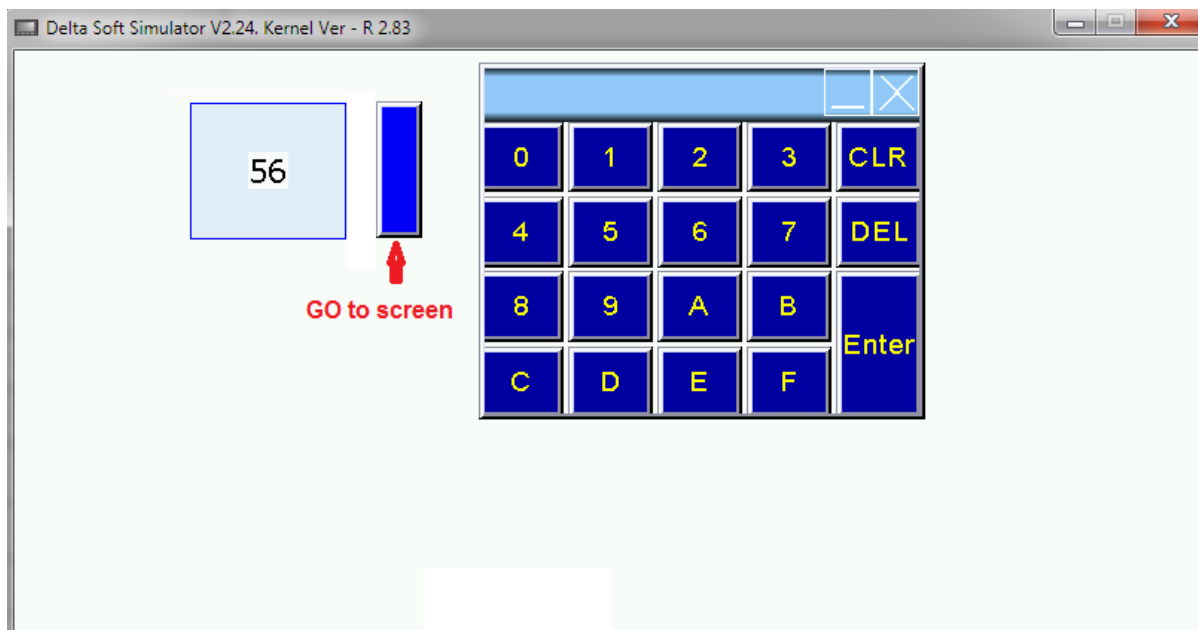 Delta Soft Simulator V2.24. Kernel Ver - R 2.83
56
GO to screen
0 1 2 3 CLR
4 5 6 7 DEL
8 9 A B
Enter
C D E F